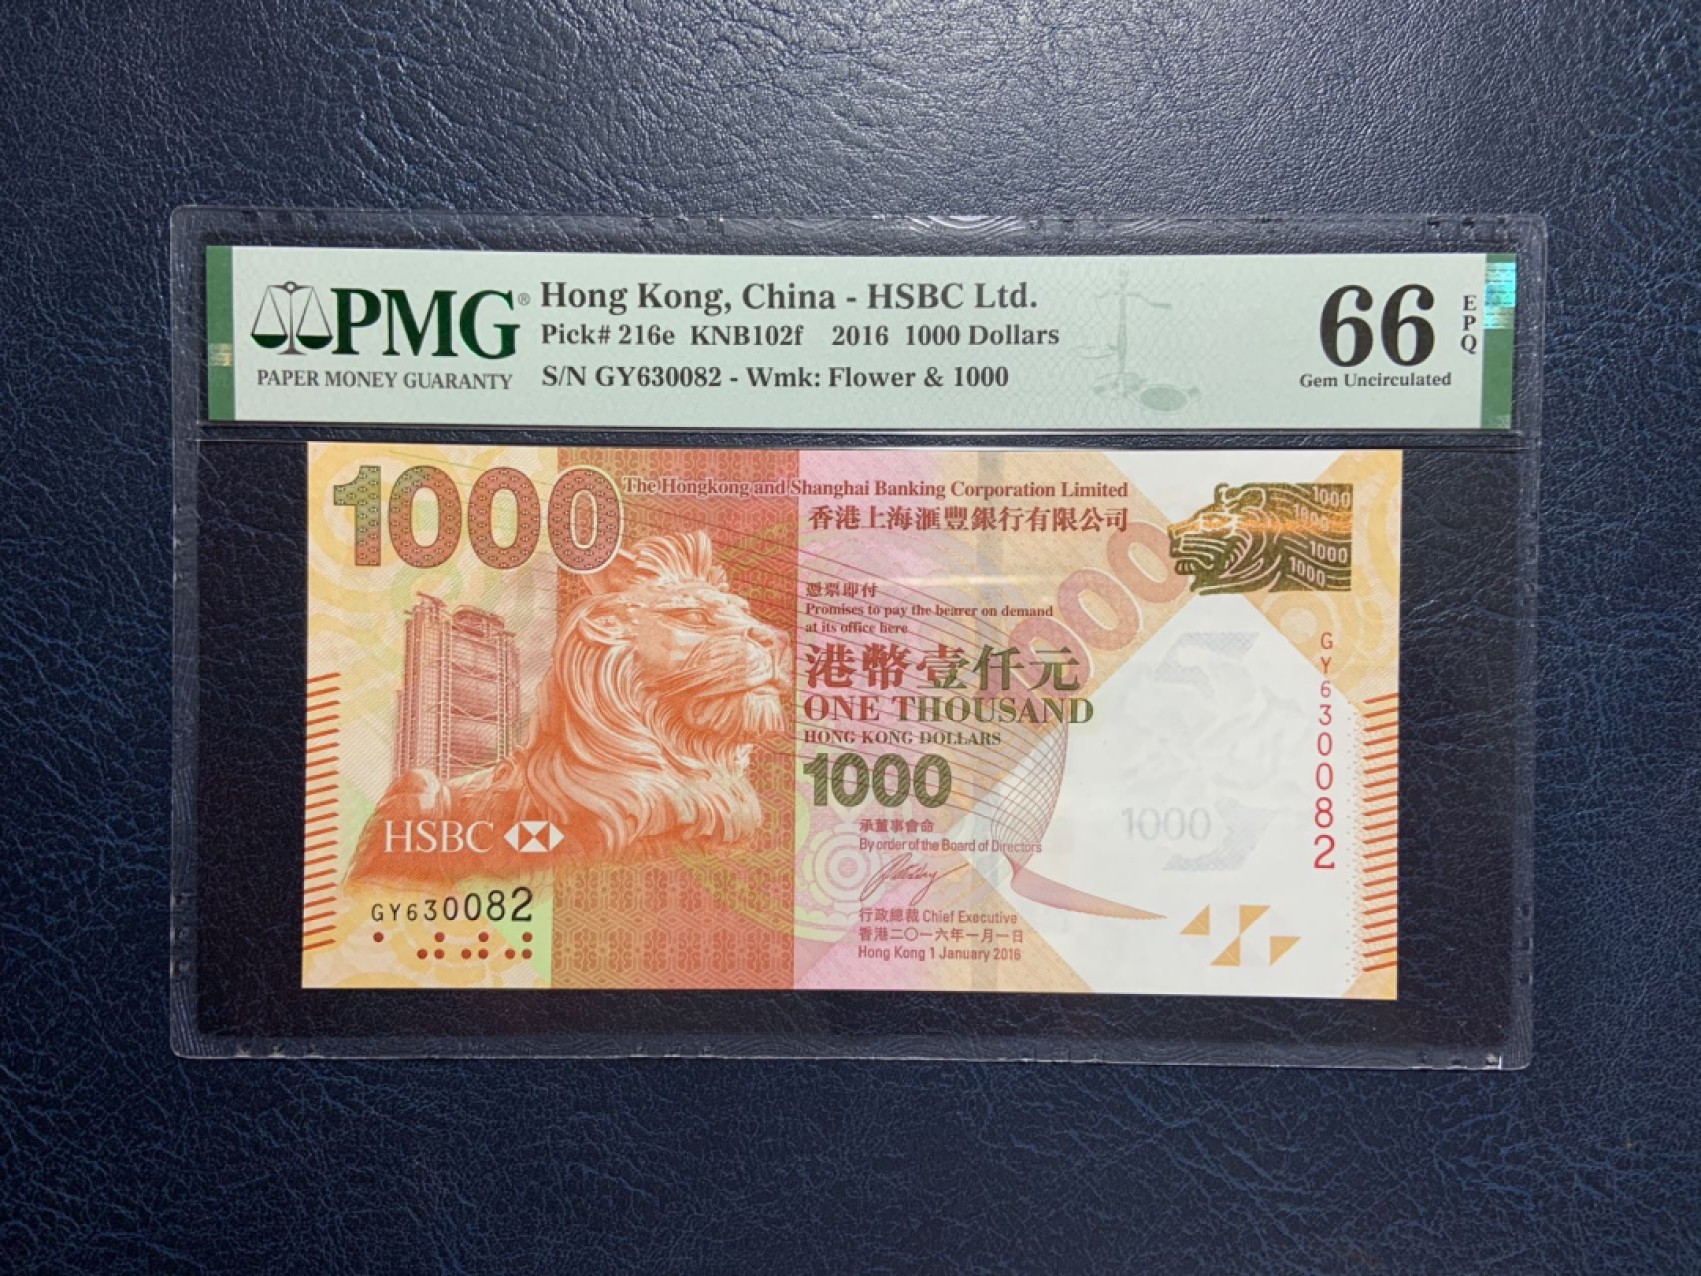 PMG®
PAPER MONEY GUARANTY
Hong Kong, China - HSBC Ltd.
Pick# 216e KNB102f 2016 1000 Dollars
S/N GY630082 - Wmk: Flower & 1000
66
EPQ
Gem Uncirculated
1000
The Hongkong and Shanghai Banking Corporation Limited
香港上海滙豐銀行有限公司
1000
1000
1000
1000
1000
憑票即付
Promises to pay the bearer on demand
at its office here
港幣壹仟元
ONE THOUSAND
HONG KONG DOLLARS
1000
承董事會命
By order of the Board of Directors
行政總裁 Chief Executive
香港二〇一六年一月一日
Hong Kong 1 January 2016
HSBC
GY630082
1000
GY630082